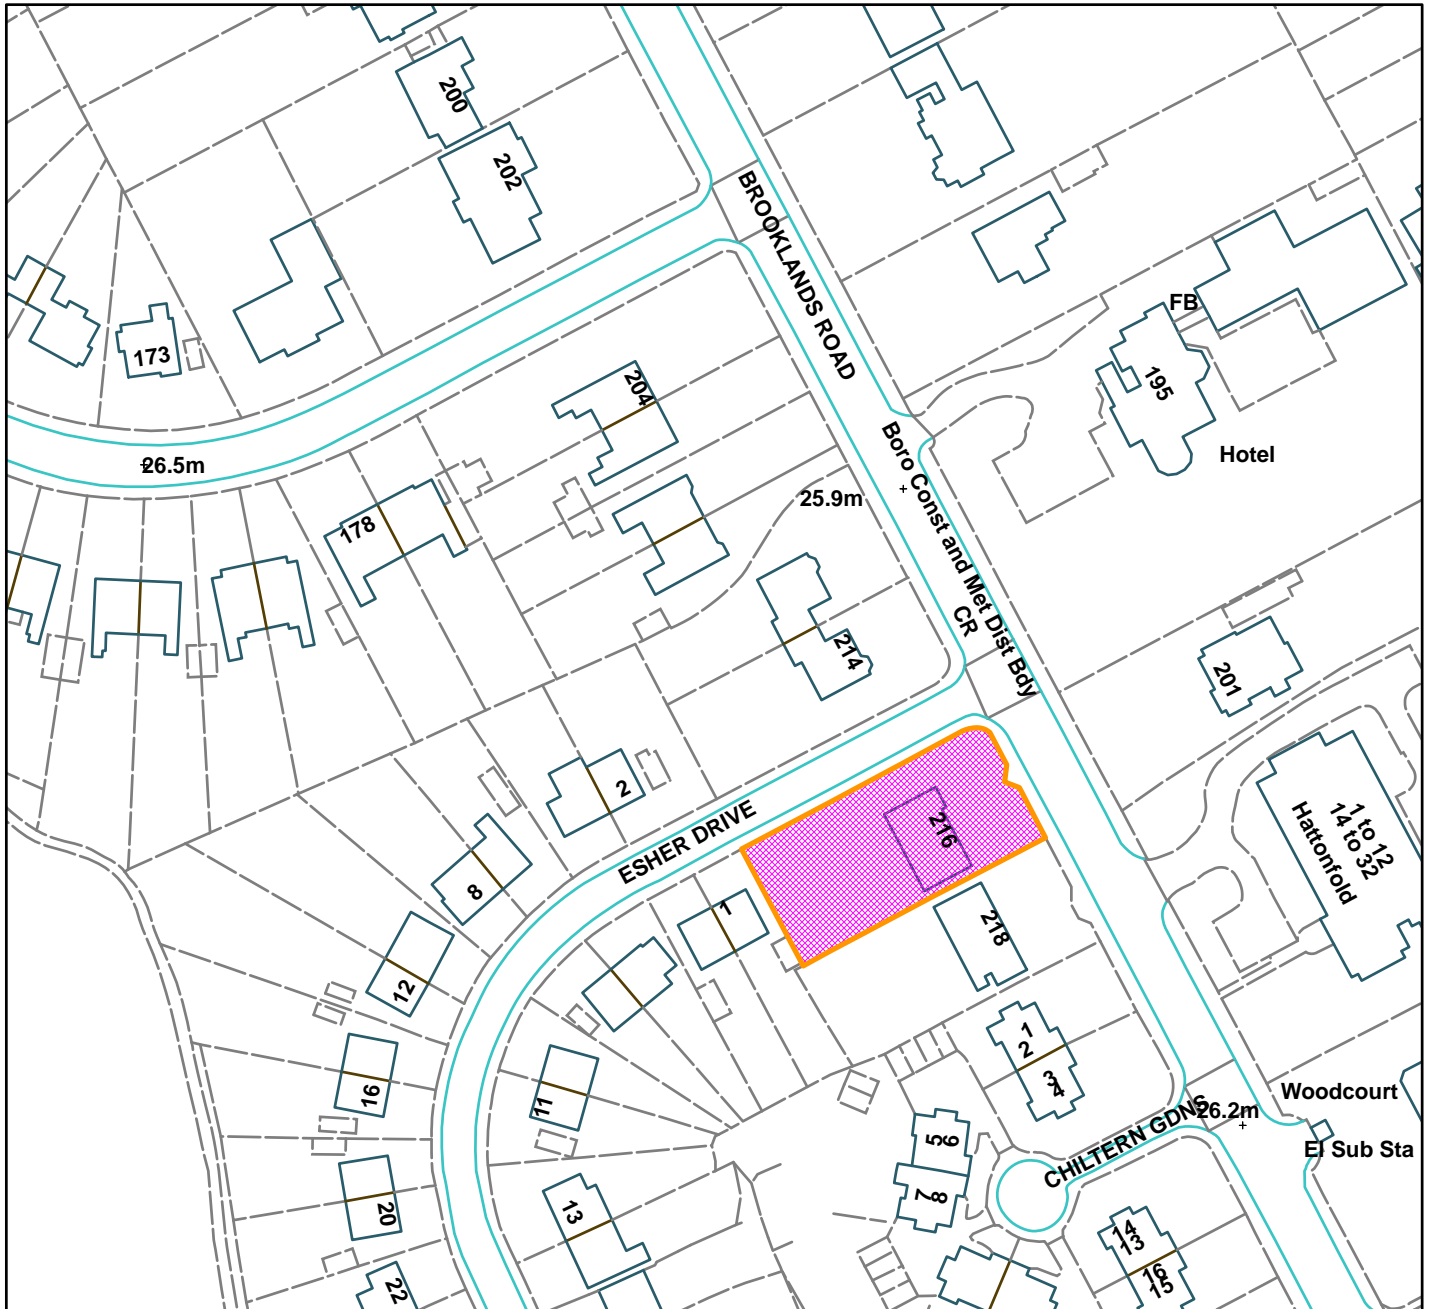 200
202
BROOKLANDS ROAD
173
204
FB
195
Hotel
26.5m
178
25.9m
Boro Const and Met Dist Bdy
CR
214
201
2
216
ESHER DRIVE
1 to 12
14 to 32
Hattonfold
8
1
218
12
16
11
1
2
3
4
Woodcourt
26.2m
El Sub Sta
CHILTERN GDNS
5
6
7
8
20
13
14
13
16
15
22